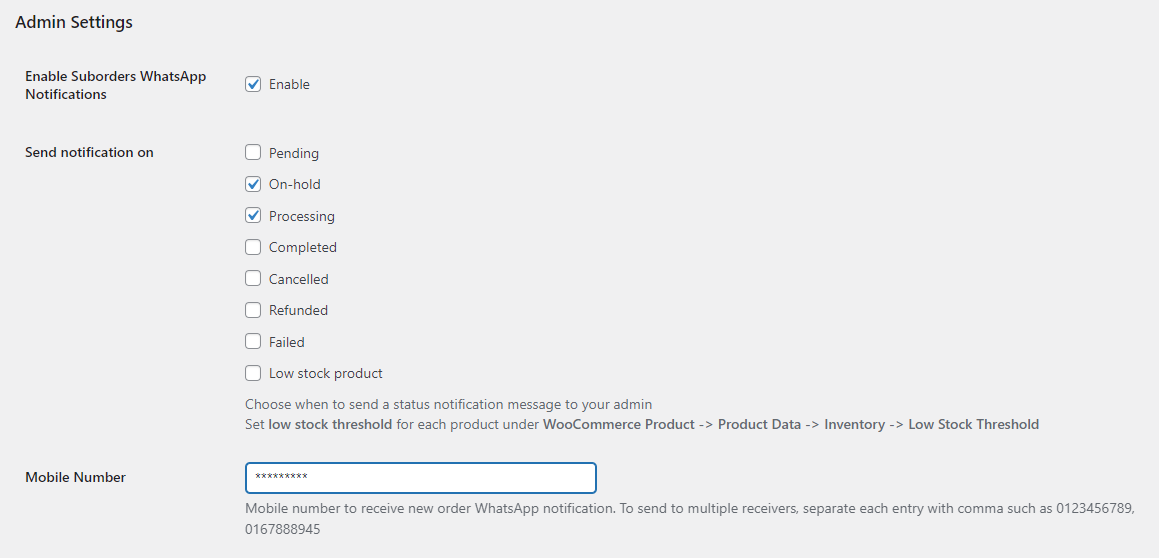 Admin Settings
Enable Suborders WhatsApp
Notifications
Enable
Send notification on
Pending
On-hold
Processing
Completed
Cancelled
Refunded
Failed
Low stock product
Choose when to send a status notification message to your admin
Set low stock threshold for each product under WooCommerce Product -> Product Data -> Inventory -> Low Stock Threshold
Mobile Number
*********
Mobile number to receive new order WhatsApp notification. To send to multiple receivers, separate each entry with comma such as 0123456789,
0167888945